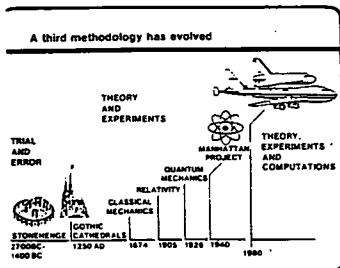 A third methodology has evolved
THEORY
AND
EXPERIMENTS
TRIAL
AND
ERROR
MANHATTAN
PROJECT
THEORY,
EXPERIMENTS
AND
COMPUTATIONS
QUANTUM
MECHANICS
RELATIVITY
CLASSICAL
MECHANICS
STONEHENGE
GOTHIC
CATHEDRALS
2700BC-
1400 BC
1250 AD
1674
1905
1926
1940
1980